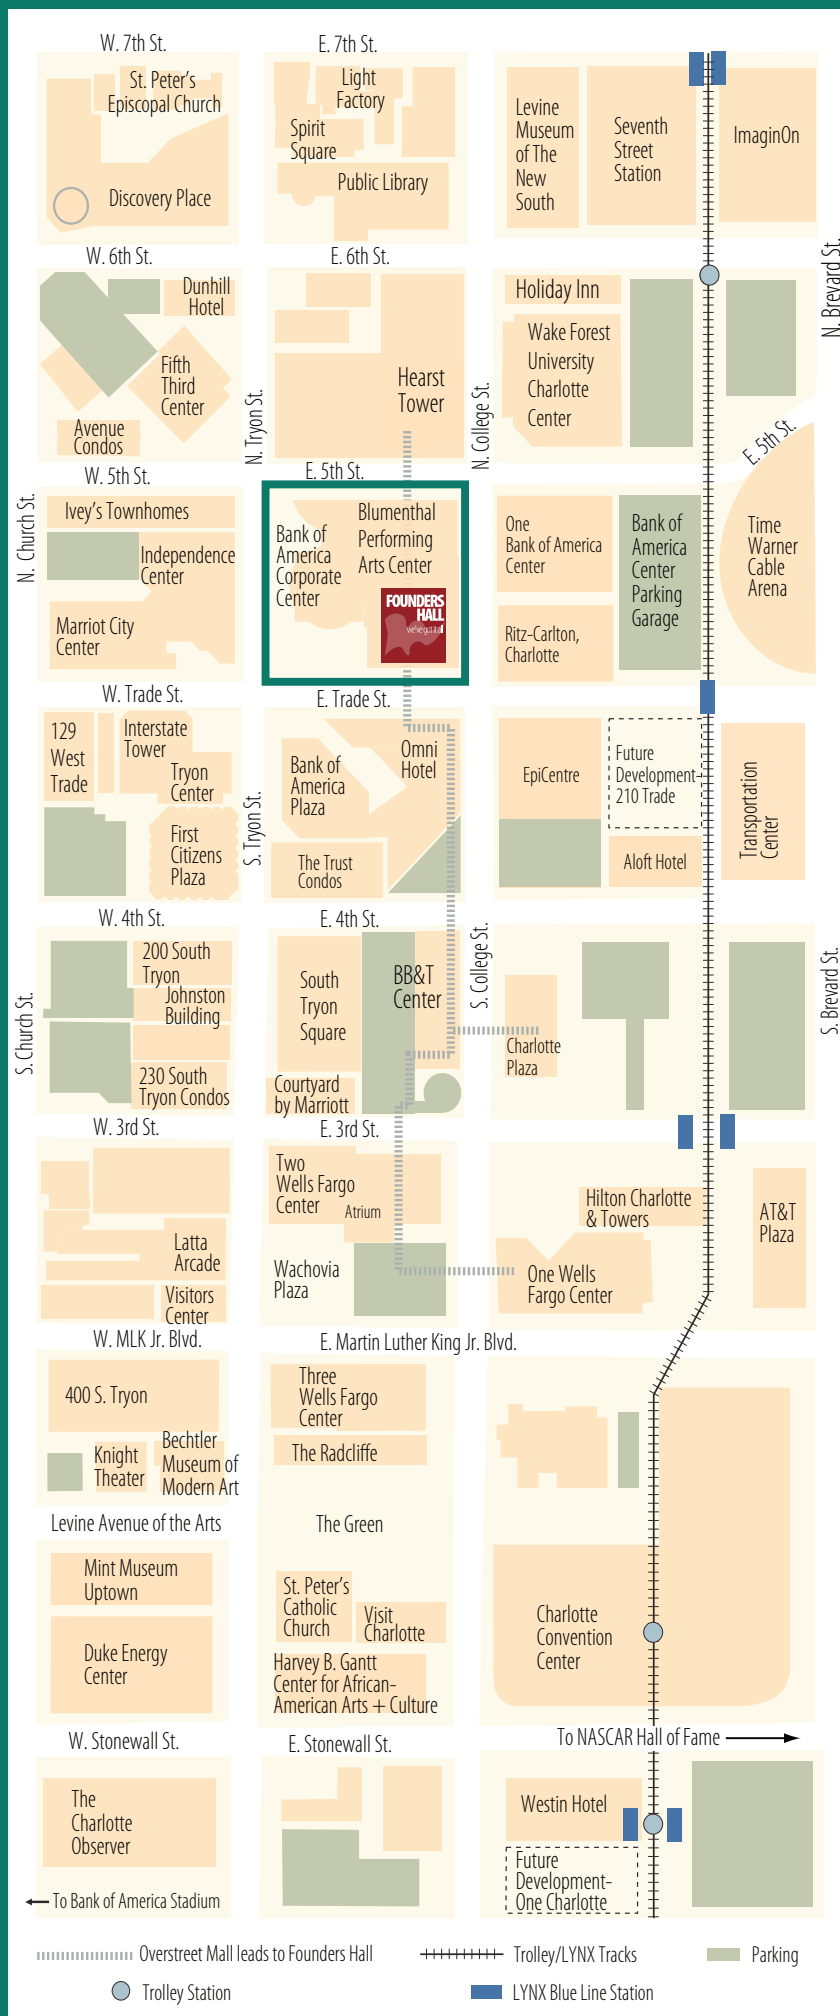 W. 7th St.
E. 7th St.
St. Peter's
Episcopal Church
Discovery Place
Light
Factory
Spirit
Square
Public Library
Levine
Museum
of The
New
South
Seventh
Street
Station
ImaginOn
W. 6th St.
E. 6th St.
N. Brevard St.
Dunhill
Hotel
Fifth
Third
Center
Avenue
Condos
N. Tryon St.
Hearst
Tower
N. College St.
Holiday Inn
Wake Forest
University
Charlotte
Center
E. 5th St.
W. 5th St.
E. 5th St.
N. Church St.
Ivey's Townhomes
Independence
Center
Marriot City
Center
Bank of
America
Corporate
Center
Blumenthal
Performing
Arts Center
FOUNDERS
HALL
we've got it all
One
Bank of America
Center
Ritz-Carlton,
Charlotte
Bank of
America
Center
Parking
Garage
Time
Warner
Cable
Arena
W. Trade St.
E. Trade St.
129
West
Trade
Interstate
Tower
Tryon
Center
First
Citizens
Plaza
S. Tryon St.
Bank of
America
Plaza
Omni
Hotel
The Trust
Condos
EpiCentre
Future
Development-
210 Trade
Aloft Hotel
Transportation
Center
W. 4th St.
E. 4th St.
S. Church St.
200 South
Tryon
Johnston
Building
230 South
Tryon Condos
South
Tryon
Square
BB&T
Center
Courtyard
by Marriott
S. College St.
Charlotte
Plaza
S. Brevard St.
W. 3rd St.
E. 3rd St.
Latta
Arcade
Visitors
Center
Two
Wells Fargo
Center
Atrium
Wachovia
Plaza
Hilton Charlotte
& Towers
One Wells
Fargo Center
AT&T
Plaza
W. MLK Jr. Blvd.
E. Martin Luther King Jr. Blvd.
400 S. Tryon
Knight
Theater
Bechtler
Museum of
Modern Art
Three
Wells Fargo
Center
The Radcliffe
Levine Avenue of the Arts
The Green
Mint Museum
Uptown
Duke Energy
Center
St. Peter's
Catholic
Church
Visit
Charlotte
Harvey B. Gantt
Center for African-
American Arts + Culture
Charlotte
Convention
Center
W. Stonewall St.
E. Stonewall St.
To NASCAR Hall of Fame
The
Charlotte
Observer
To Bank of America Stadium
Westin Hotel
Future
Development-
One Charlotte
Overstreet Mall leads to Founders Hall
Trolley/LYNX Tracks
Parking
Trolley Station
LYNX Blue Line Station